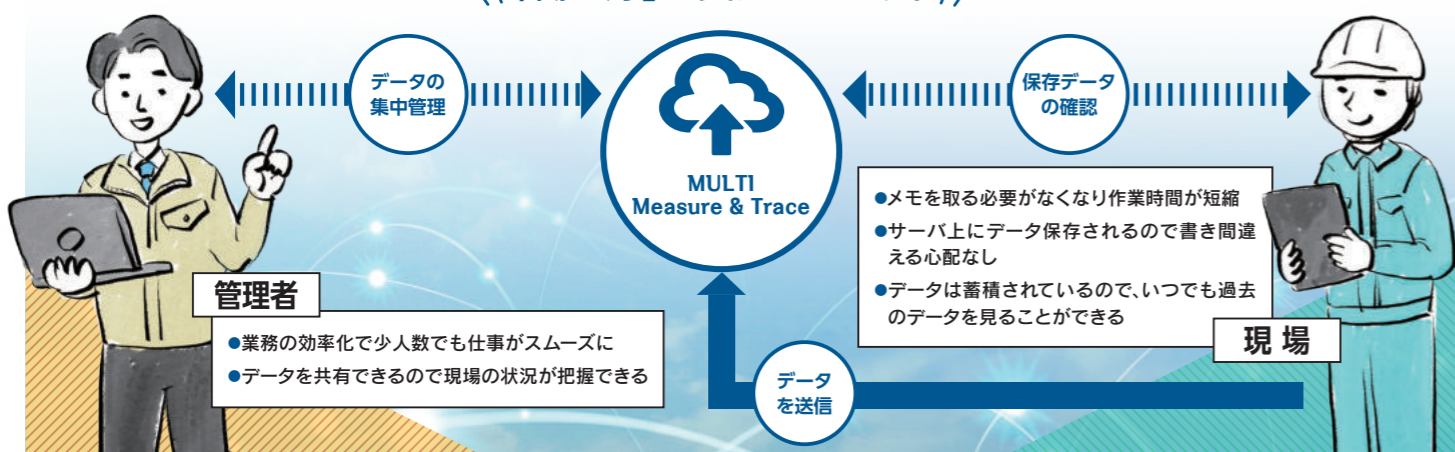 データの
集中管理
MULTI
Measure & Trace
保存データ
の確認
●メモを取る必要がなくなり作業時間が短縮
●サーバ上にデータ保存されるので書き間違
える心配なし
●データは蓄積されているので、いつでも過去
のデータを見ることができる
現場
管理者
●業務の効率化で少人数でも仕事がスムーズに
●データを共有できるので現場の状況が把握できる
データ
を送信